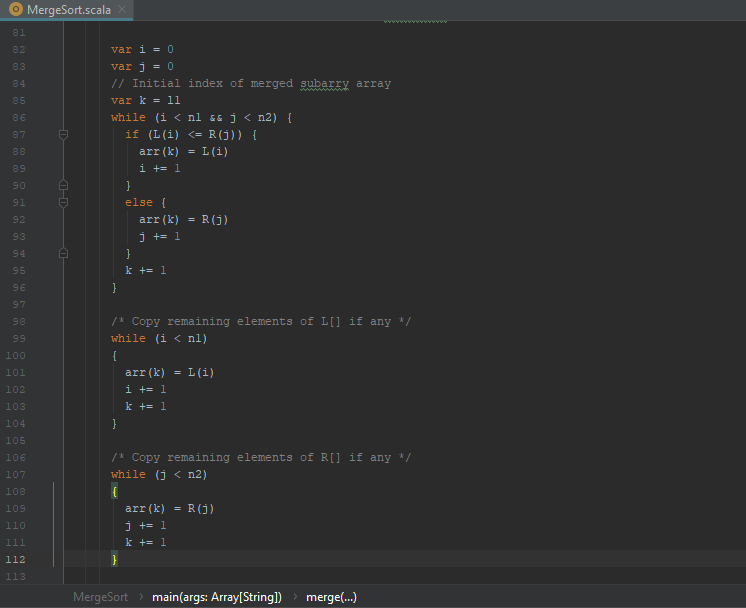 MergeSort.scala
81
82 var i = 0
83 var j = 0
84 // Initial index of merged subarry array
85 var k = l1
86 while (i < n1 && j < n2) {
87 if (L(i) <= R(j)) {
88 arr(k) = L(i)
89 i += 1
90 }
91 else {
92 arr(k) = R(j)
93 j += 1
94 }
95 k += 1
96 }
97
98 /* Copy remaining elements of L[] if any */
99 while (i < n1)
100 {
101 arr(k) = L(i)
102 i += 1
103 k += 1
104 }
105
106 /* Copy remaining elements of R[] if any */
107 while (j < n2)
108 {
109 arr(k) = R(j)
110 j += 1
111 k += 1
112 }
113
MergeSort › main(args: Array[String]) › merge(...)